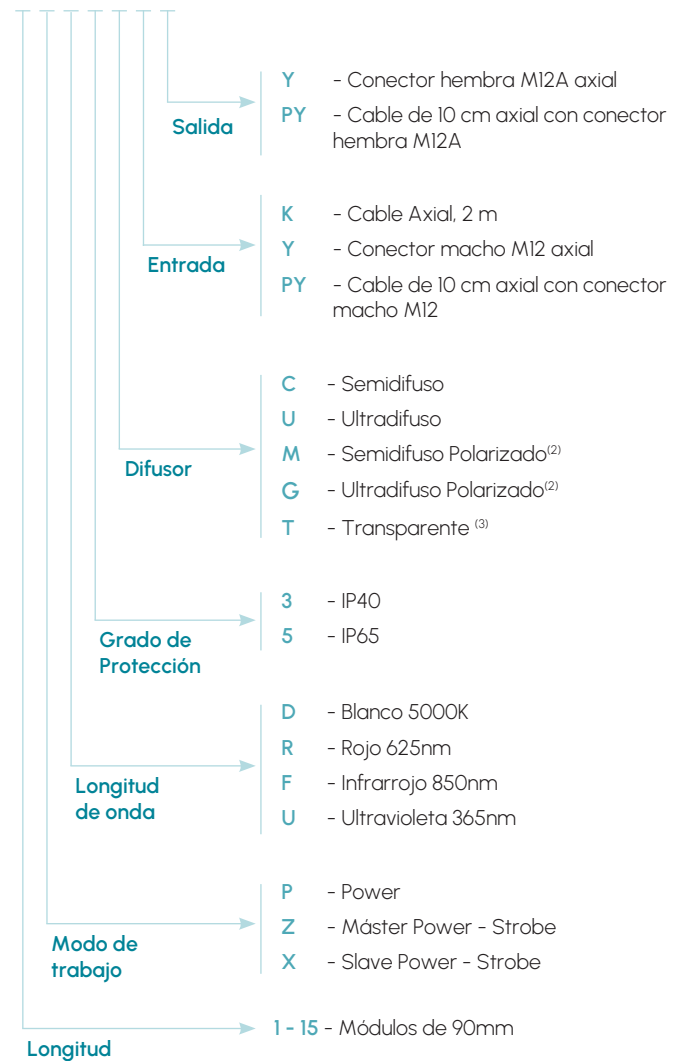 Salida
Y - Conector hembra M12A axial
PY - Cable de 10 cm axial con conector
hembra M12A
Entrada
K - Cable Axial, 2 m
Y - Conector macho M12 axial
PY - Cable de 10 cm axial con conector
macho M12
Difusor
C - Semidifuso
U - Ultradifuso
M - Semidifuso Polarizado(2)
G - Ultradifuso Polarizado(2)
T - Transparente (3)
Grado de
Protección
3 - IP40
5 - IP65
Longitud
de onda
D - Blanco 5000K
R - Rojo 625nm
F - Infrarrojo 850nm
U - Ultravioleta 365nm
Modo de
trabajo
P - Power
Z - Máster Power - Strobe
X - Slave Power - Strobe
Longitud
1 - 15 - Módulos de 90mm